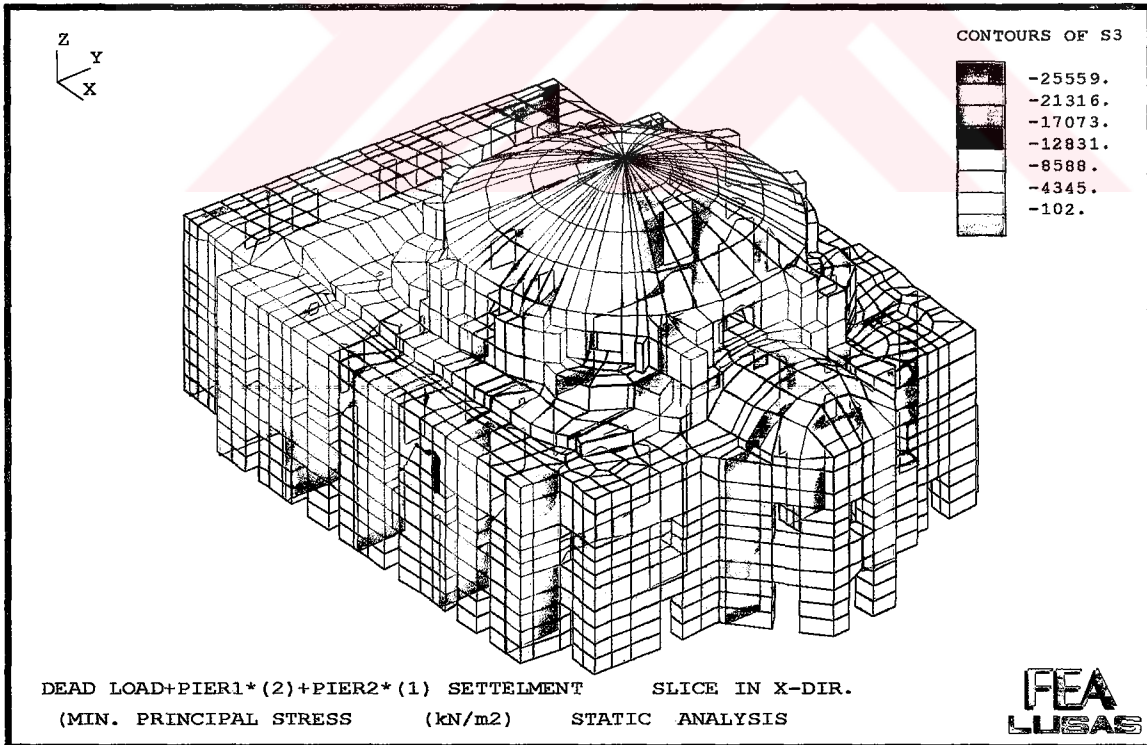 CONTOURS OF S3
Z
Y
X
-25559.
-21316.
-17073.
-12831.
-8588.
-4345.
-102.
DEAD LOAD+PIER1*(2)+PIER2*(1) SETTELMENT SLICE IN X-DIR.
(MIN. PRINCIPAL STRESS (kN/m2) STATIC ANALYSIS
FEA
LUSAS